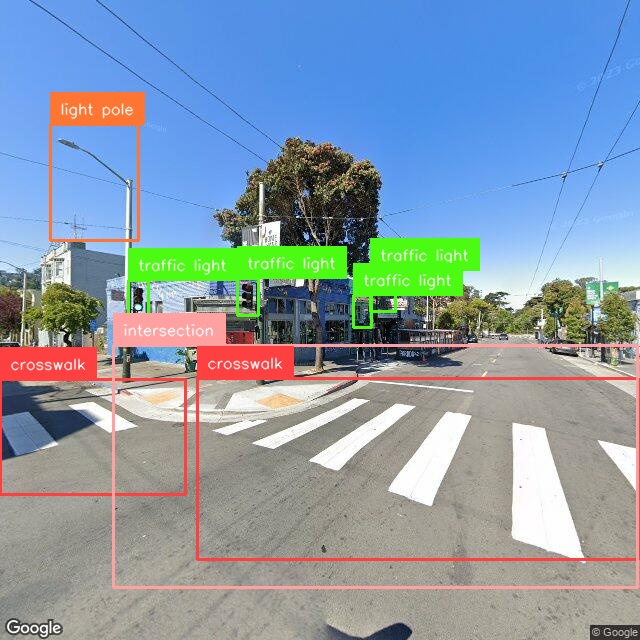 light pole
traffic light
traffic light
traffic light
traffic light
intersection
crosswalk
crosswalk
Google
© Google